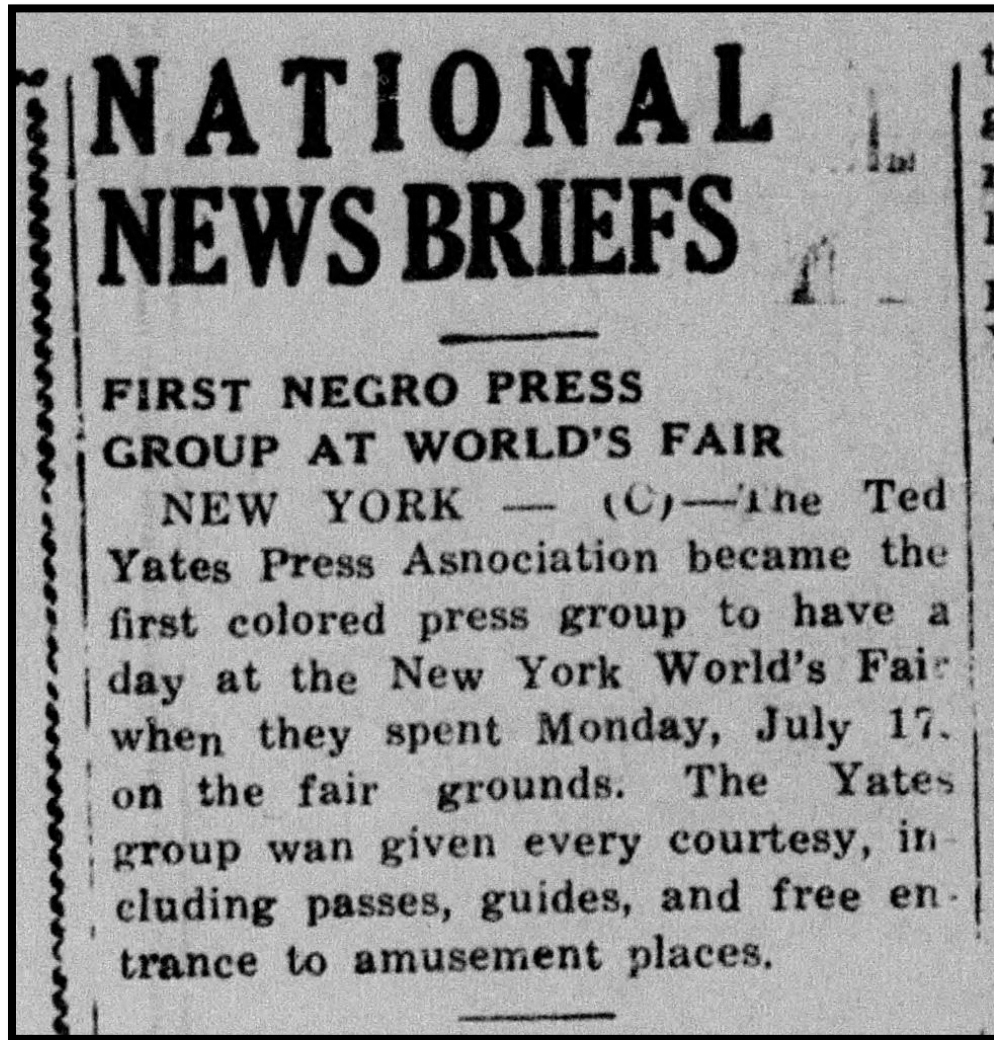 NATIONAL
NEWS BRIEFS
FIRST NEGRO PRESS
GROUP AT WORLD'S FAIR
NEW YORK — (C)—The Ted
Yates Press Asnociation became the
first colored press group to have a
day at the New York World's Fair
when they spent Monday, July 17.
on the fair grounds. The Yates
group wan given every courtesy, in-
cluding passes, guides, and free en-
trance to amusement places.